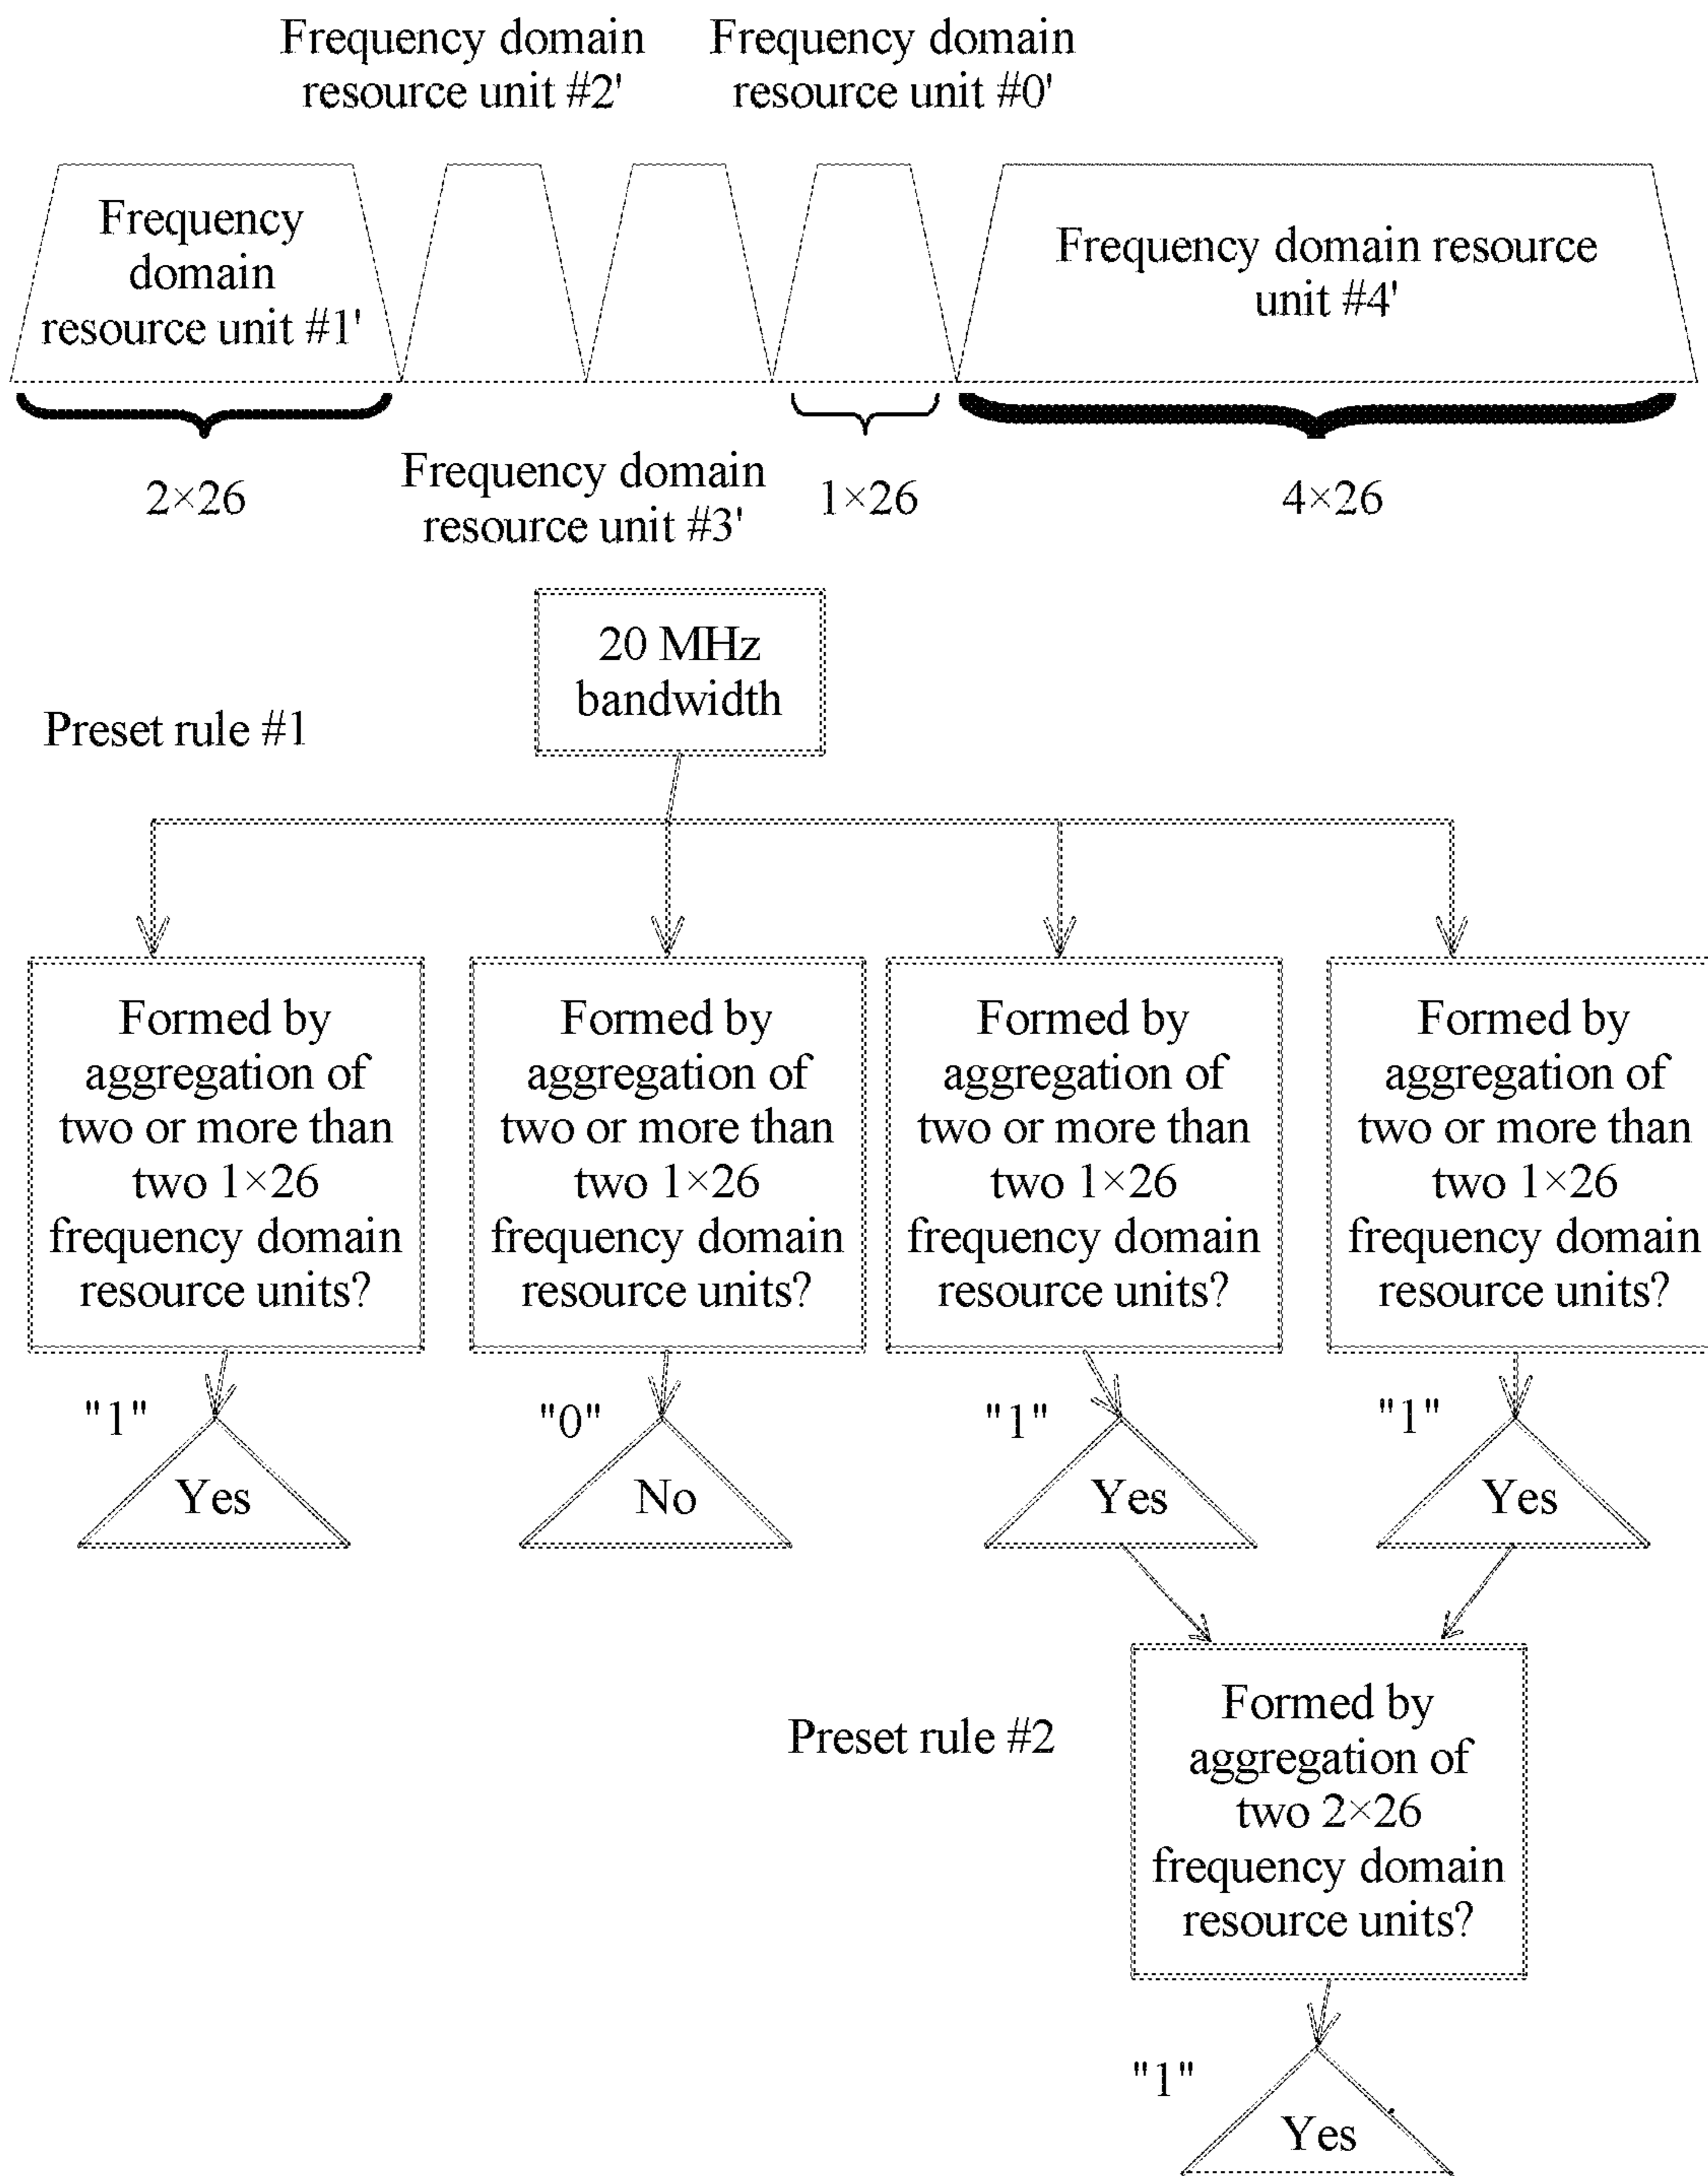 Frequency domain
resource unit #2'
Frequency domain
resource unit #0'
Frequency
domain
resource unit #1'
Frequency domain resource
unit #4'
2×26
Frequency domain
resource unit #3'
1×26
4×26
20 MHz
bandwidth
Preset rule #1
Formed by
aggregation of
two or more than
two 1×26
frequency domain
resource units?
Formed by
aggregation of
two or more than
two 1×26
frequency domain
resource units?
Formed by
aggregation of
two or more than
two 1×26
frequency domain
resource units?
Formed by
aggregation of
two or more than
two 1×26
frequency domain
resource units?
"1"
Yes
"0"
No
"1"
Yes
"1"
Yes
Preset rule #2
Formed by
aggregation of
two 2×26
frequency domain
resource units?
"1"
Yes